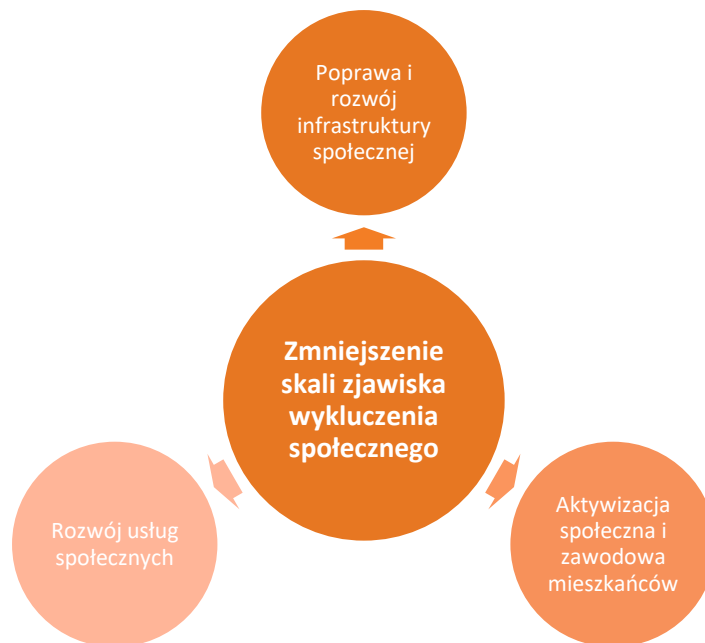 Poprawa i
rozwój
infrastruktury
społecznej
Zmniejszenie
skali zjawiska
wykluczenia
społecznego
Rozwój usług
społecznych
Aktywizacja
społeczna i
zawodowa
mieszkańców